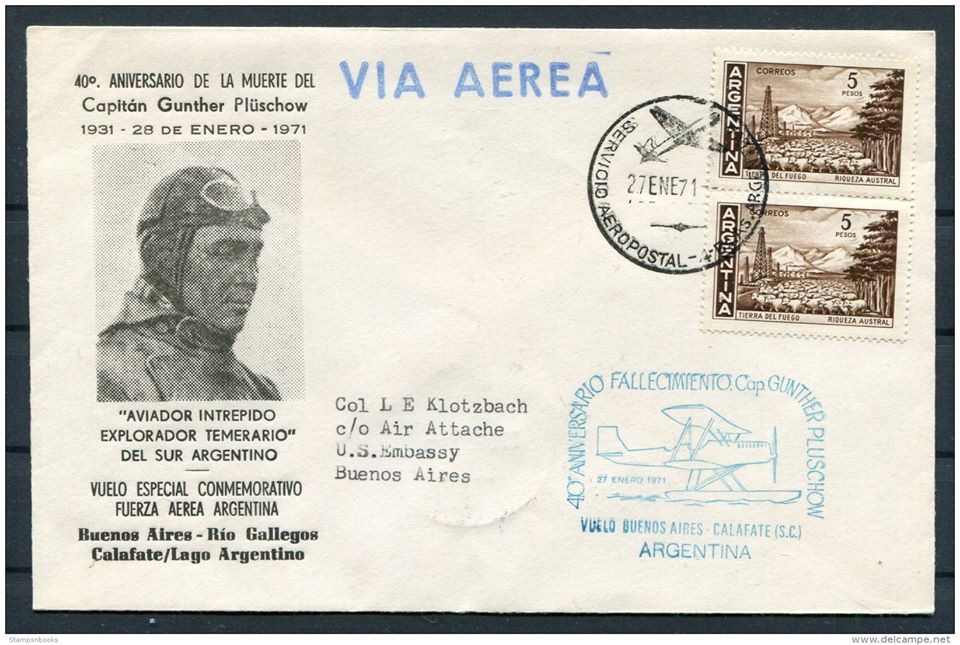 40º. ANIVERSARIO DE LA MUERTE DEL
Capitán Gunther Plüschow
1931 - 28 DE ENERO - 1971
"AVIADOR INTREPIDO
EXPLORADOR TEMERARIO"
DEL SUR ARGENTINO
VUELO ESPECIAL CONMEMORATIVO
FUERZA AEREA ARGENTINA
Buenos Aires - Río Gallegos
Calafate/Lago Argentino
VIA AEREA
SERVICIO AEROPOSTAL
27 ENE 71
ARGENTINA
CORREOS
5
PESOS
DEL FUEGO
RIQUEZA AUSTRAL
ARGENTINA
CORREOS
5
PESOS
TIERRA DEL FUEGO
RIQUEZA AUSTRAL
Col L E Klotzbach
c/o Air Attache
U.S.Embassy
Buenos Aires
40º ANIVERSARIO FALLECIMIENTO. Cap. GUNTHER PLUSCHOW
27 ENERO 1971
VUELO BUENOS AIRES - CALAFATE (S.C.)
ARGENTINA
Stampsnbooks
www.delcampe.net